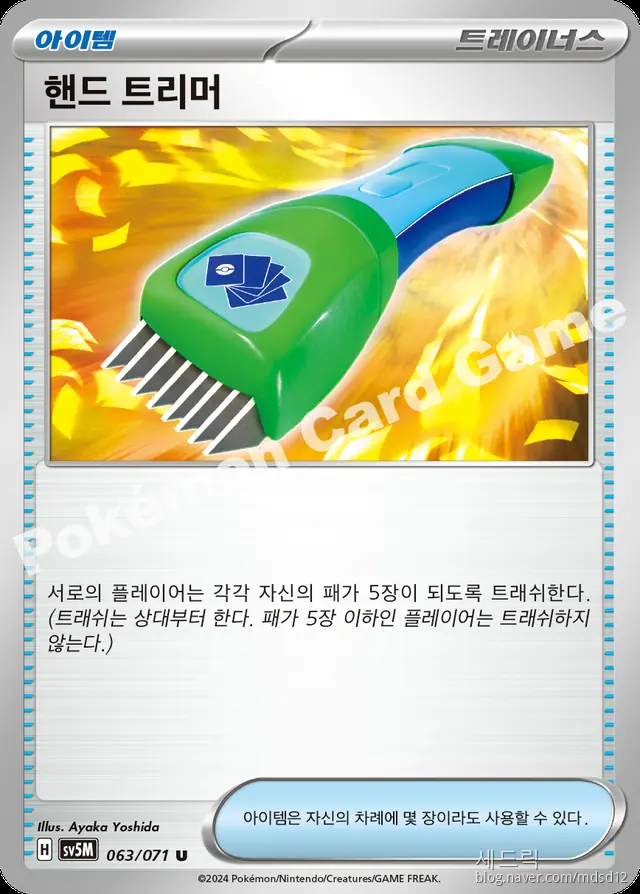 아이템
트레이너스
핸드 트리머
Pokémon Card Game
서로의 플레이어는 각각 자신의 패가 5장이 되도록 트래쉬한다.
(트래쉬는 상대부터 한다. 패가 5장 이하인 플레이어는 트래쉬하지
않는다.)
아이템은 자신의 차례에 몇 장이라도 사용할 수 있다.
Illus. Ayaka Yoshida
H SV5M 063/071 U
©2024 Pokémon/Nintendo/Creatures/GAME FREAK.
세드릭
blog.naver.com/mdsd12